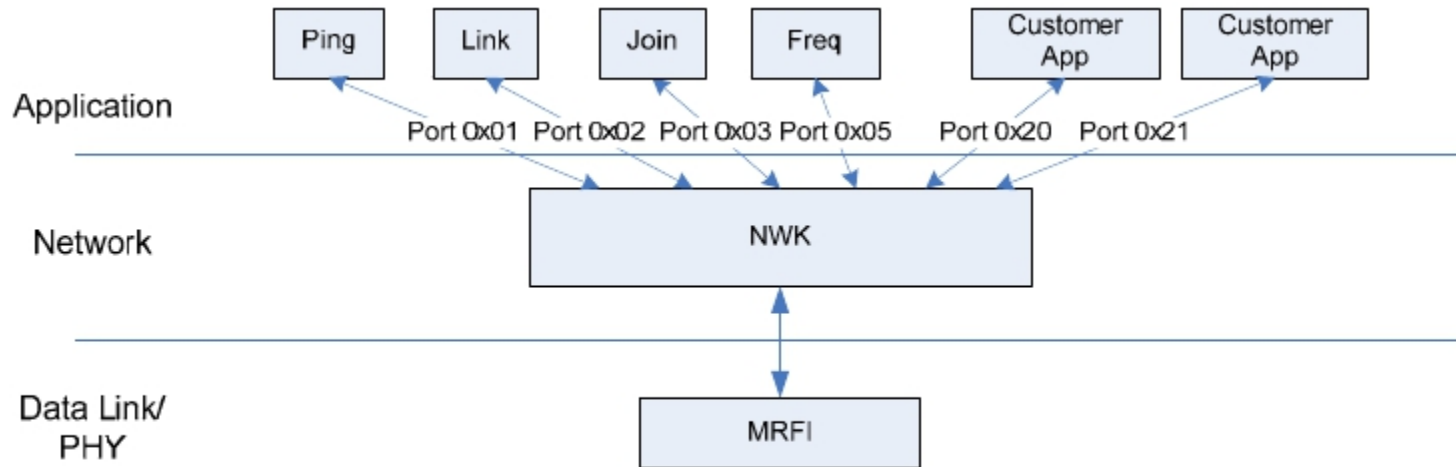 Ping
Link
Join
Freq
Customer
App
Customer
App
Application
Port 0x01
Port 0x02
Port 0x03
Port 0x05
Port 0x20
Port 0x21
Network
NWK
Data Link/
PHY
MRFI